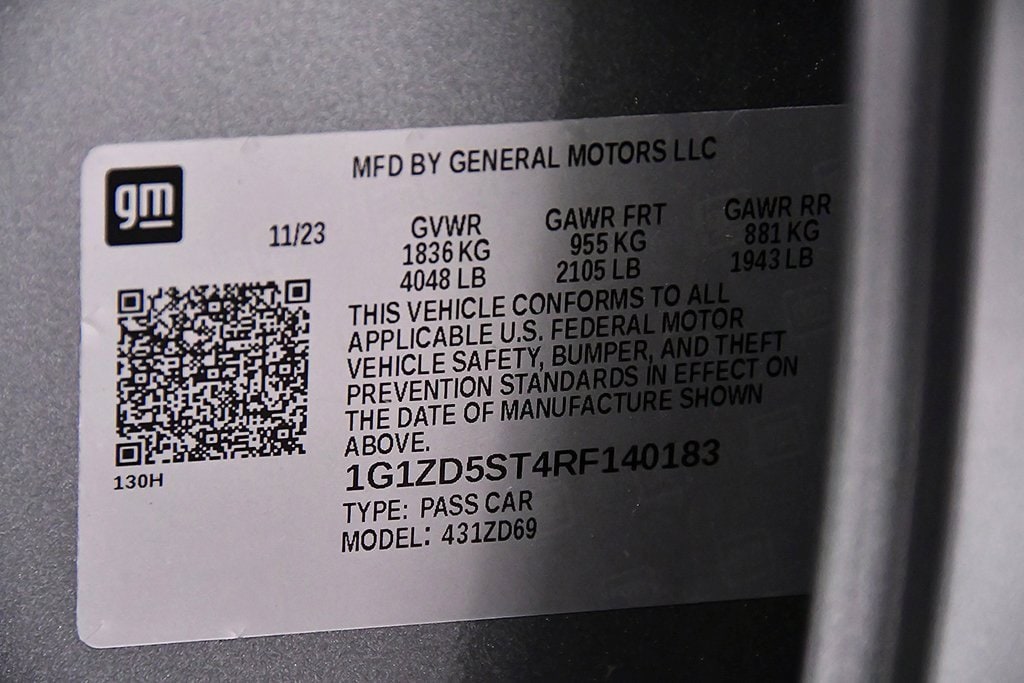 MFD BY GENERAL MOTORS LLC
gm
11/23
GVWR GAWR FRT GAWR RR
1836 KG 955 KG 881 KG
4048 LB 2105 LB 1943 LB
THIS VEHICLE CONFORMS TO ALL
APPLICABLE U.S. FEDERAL MOTOR
VEHICLE SAFETY, BUMPER, AND THEFT
PREVENTION STANDARDS IN EFFECT ON
THE DATE OF MANUFACTURE SHOWN
ABOVE.
130H
1G1ZD5ST4RF140183
TYPE: PASS CAR
MODEL: 431ZD69